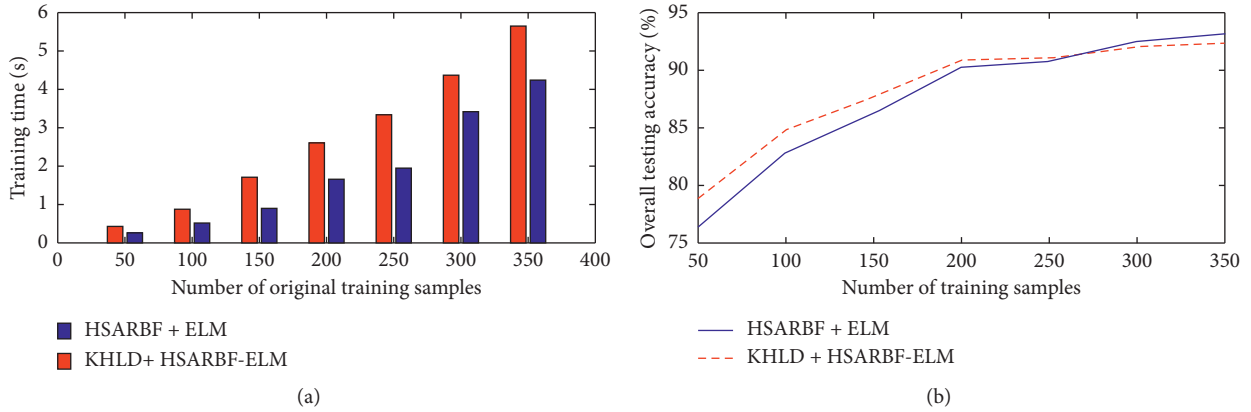 6
5
4
3
2
1
0
Training time (s)
0
50
100
150
200
250
300
350
400
Number of original training samples
HSARBF + ELM
KHLD+ HSARBF-ELM
(a)
95
90
85
80
75
Overall testing accuracy (%)
50
100
150
200
250
300
350
Number of training samples
HSARBF + ELM
KHLD + HSARBF-ELM
(b)